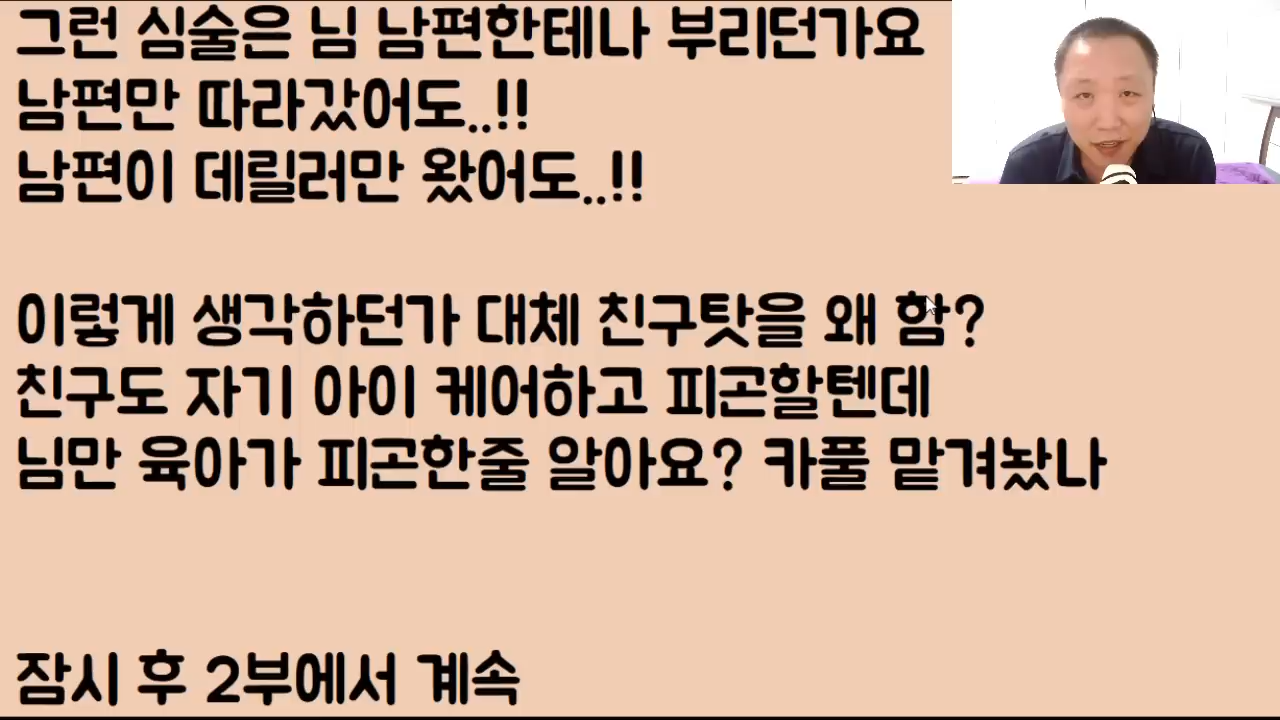 그런 심술은 님 남편한테나 부리던가요
남편만 따라갔어도..!!
남편이 데릴러만 왔어도..!!
이렇게 생각하던가 대체 친구탓을 왜 함?
친구도 자기 아이 케어하고 피곤할텐데
님만 육아가 피곤한줄 알아요? 카풀 맡겨놨나
잠시 후 2부에서 계속